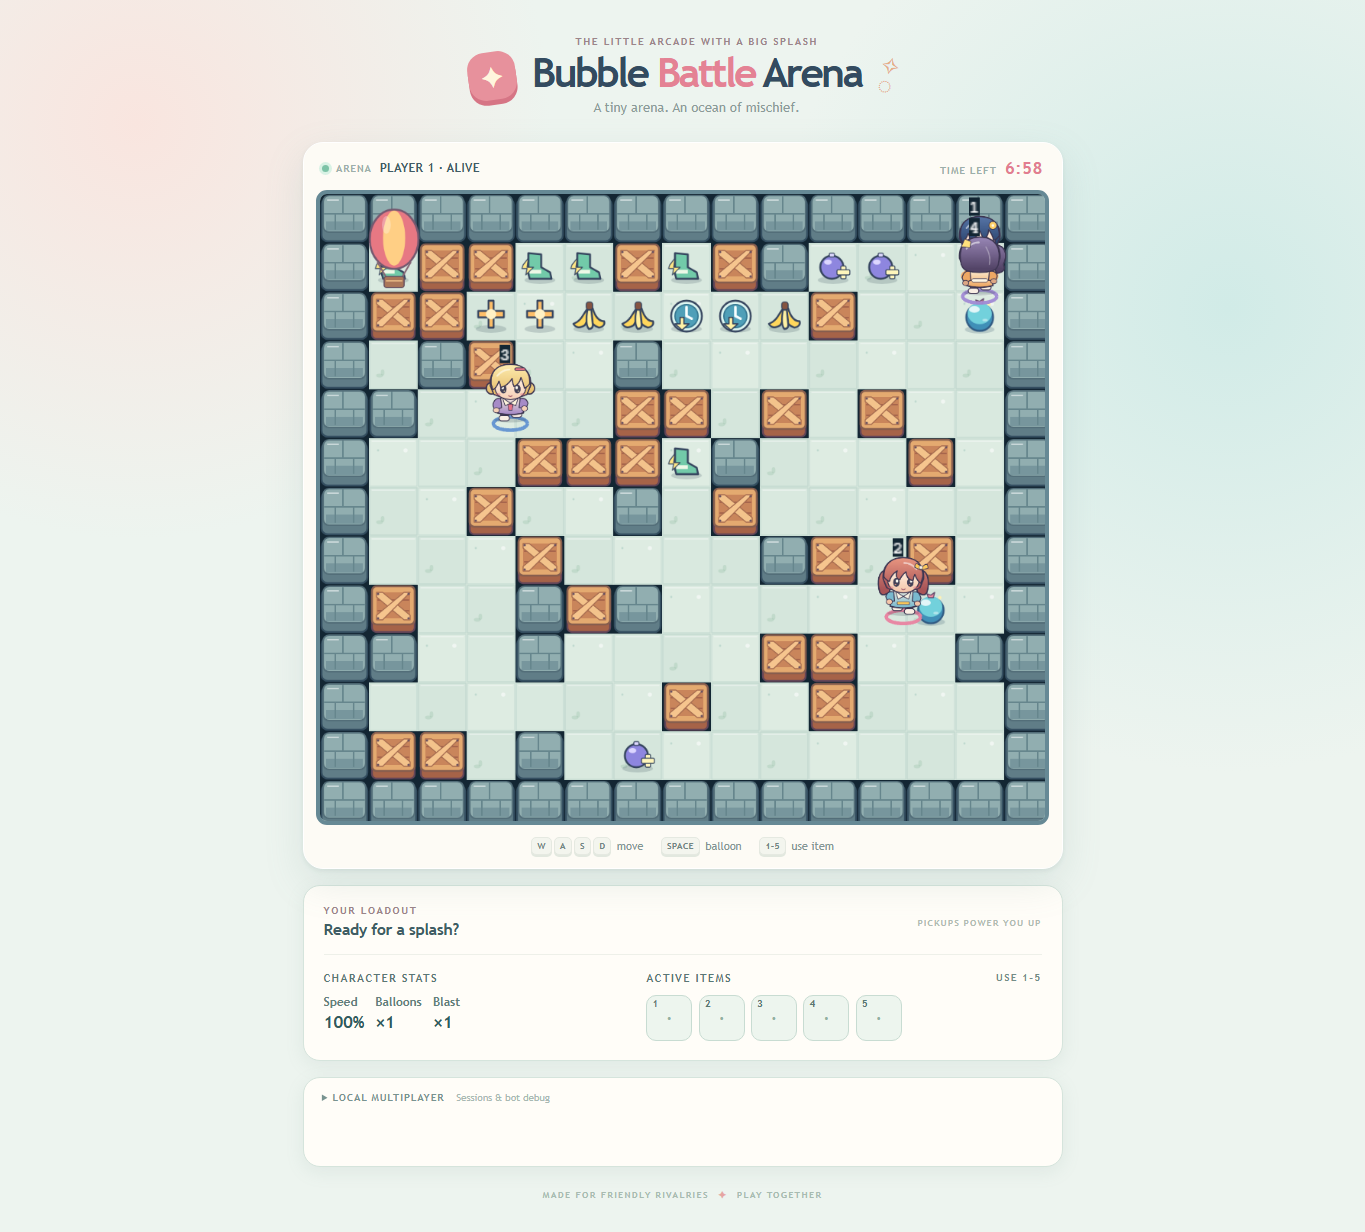 THE LITTLE ARCADE WITH A BIG SPLASH
Bubble Battle Arena
A tiny arena. An ocean of mischief.
ARENA PLAYER 1 · ALIVE
TIME LEFT 6:58
1
4
3
2
W A S D move SPACE balloon 1-5 use item
YOUR LOADOUT
Ready for a splash?
PICKUPS POWER YOU UP
CHARACTER STATS
Speed Balloons Blast
100% ×1 ×1
ACTIVE ITEMS
USE 1-5
1 2 3 4 5
LOCAL MULTIPLAYER Sessions & bot debug
MADE FOR FRIENDLY RIVALRIES ✦ PLAY TOGETHER